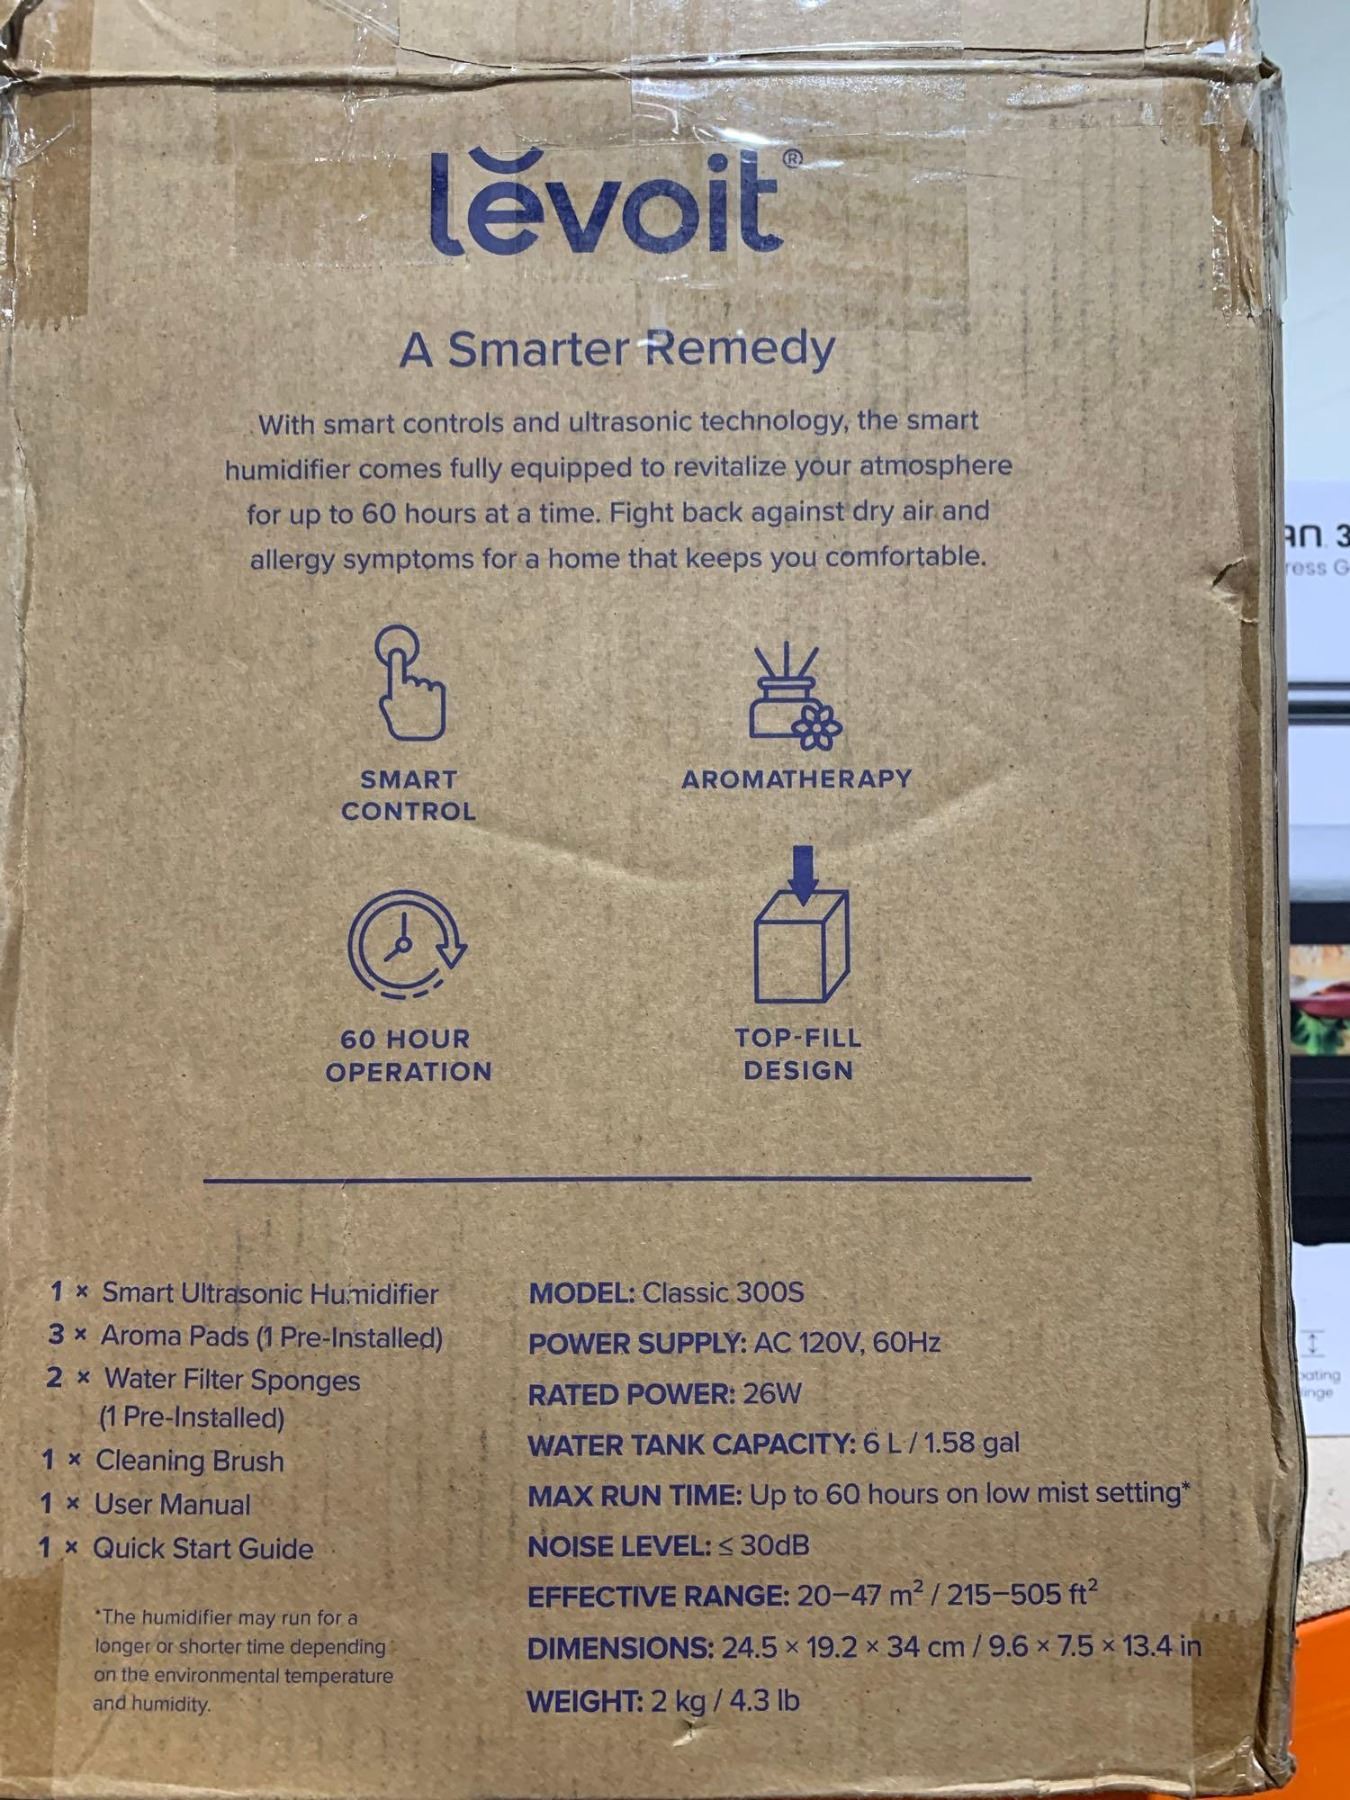 lĕvoit®
A Smarter Remedy
With smart controls and ultrasonic technology, the smart
humidifier comes fully equipped to revitalize your atmosphere
for up to 60 hours at a time. Fight back against dry air and
allergy symptoms for a home that keeps you comfortable.
SMART
CONTROL
AROMATHERAPY
60 HOUR
OPERATION
TOP-FILL
DESIGN
1 × Smart Ultrasonic Humidifier
3 × Aroma Pads (1 Pre-Installed)
2 × Water Filter Sponges
(1 Pre-Installed)
1 × Cleaning Brush
1 × User Manual
1 × Quick Start Guide
*The humidifier may run for a
longer or shorter time depending
on the environmental temperature
and humidity.
MODEL: Classic 300S
POWER SUPPLY: AC 120V, 60Hz
RATED POWER: 26W
WATER TANK CAPACITY: 6 L / 1.58 gal
MAX RUN TIME: Up to 60 hours on low mist setting*
NOISE LEVEL: ≤ 30dB
EFFECTIVE RANGE: 20–47 m² / 215–505 ft²
DIMENSIONS: 24.5 × 19.2 × 34 cm / 9.6 × 7.5 × 13.4 in
WEIGHT: 2 kg / 4.3 lb